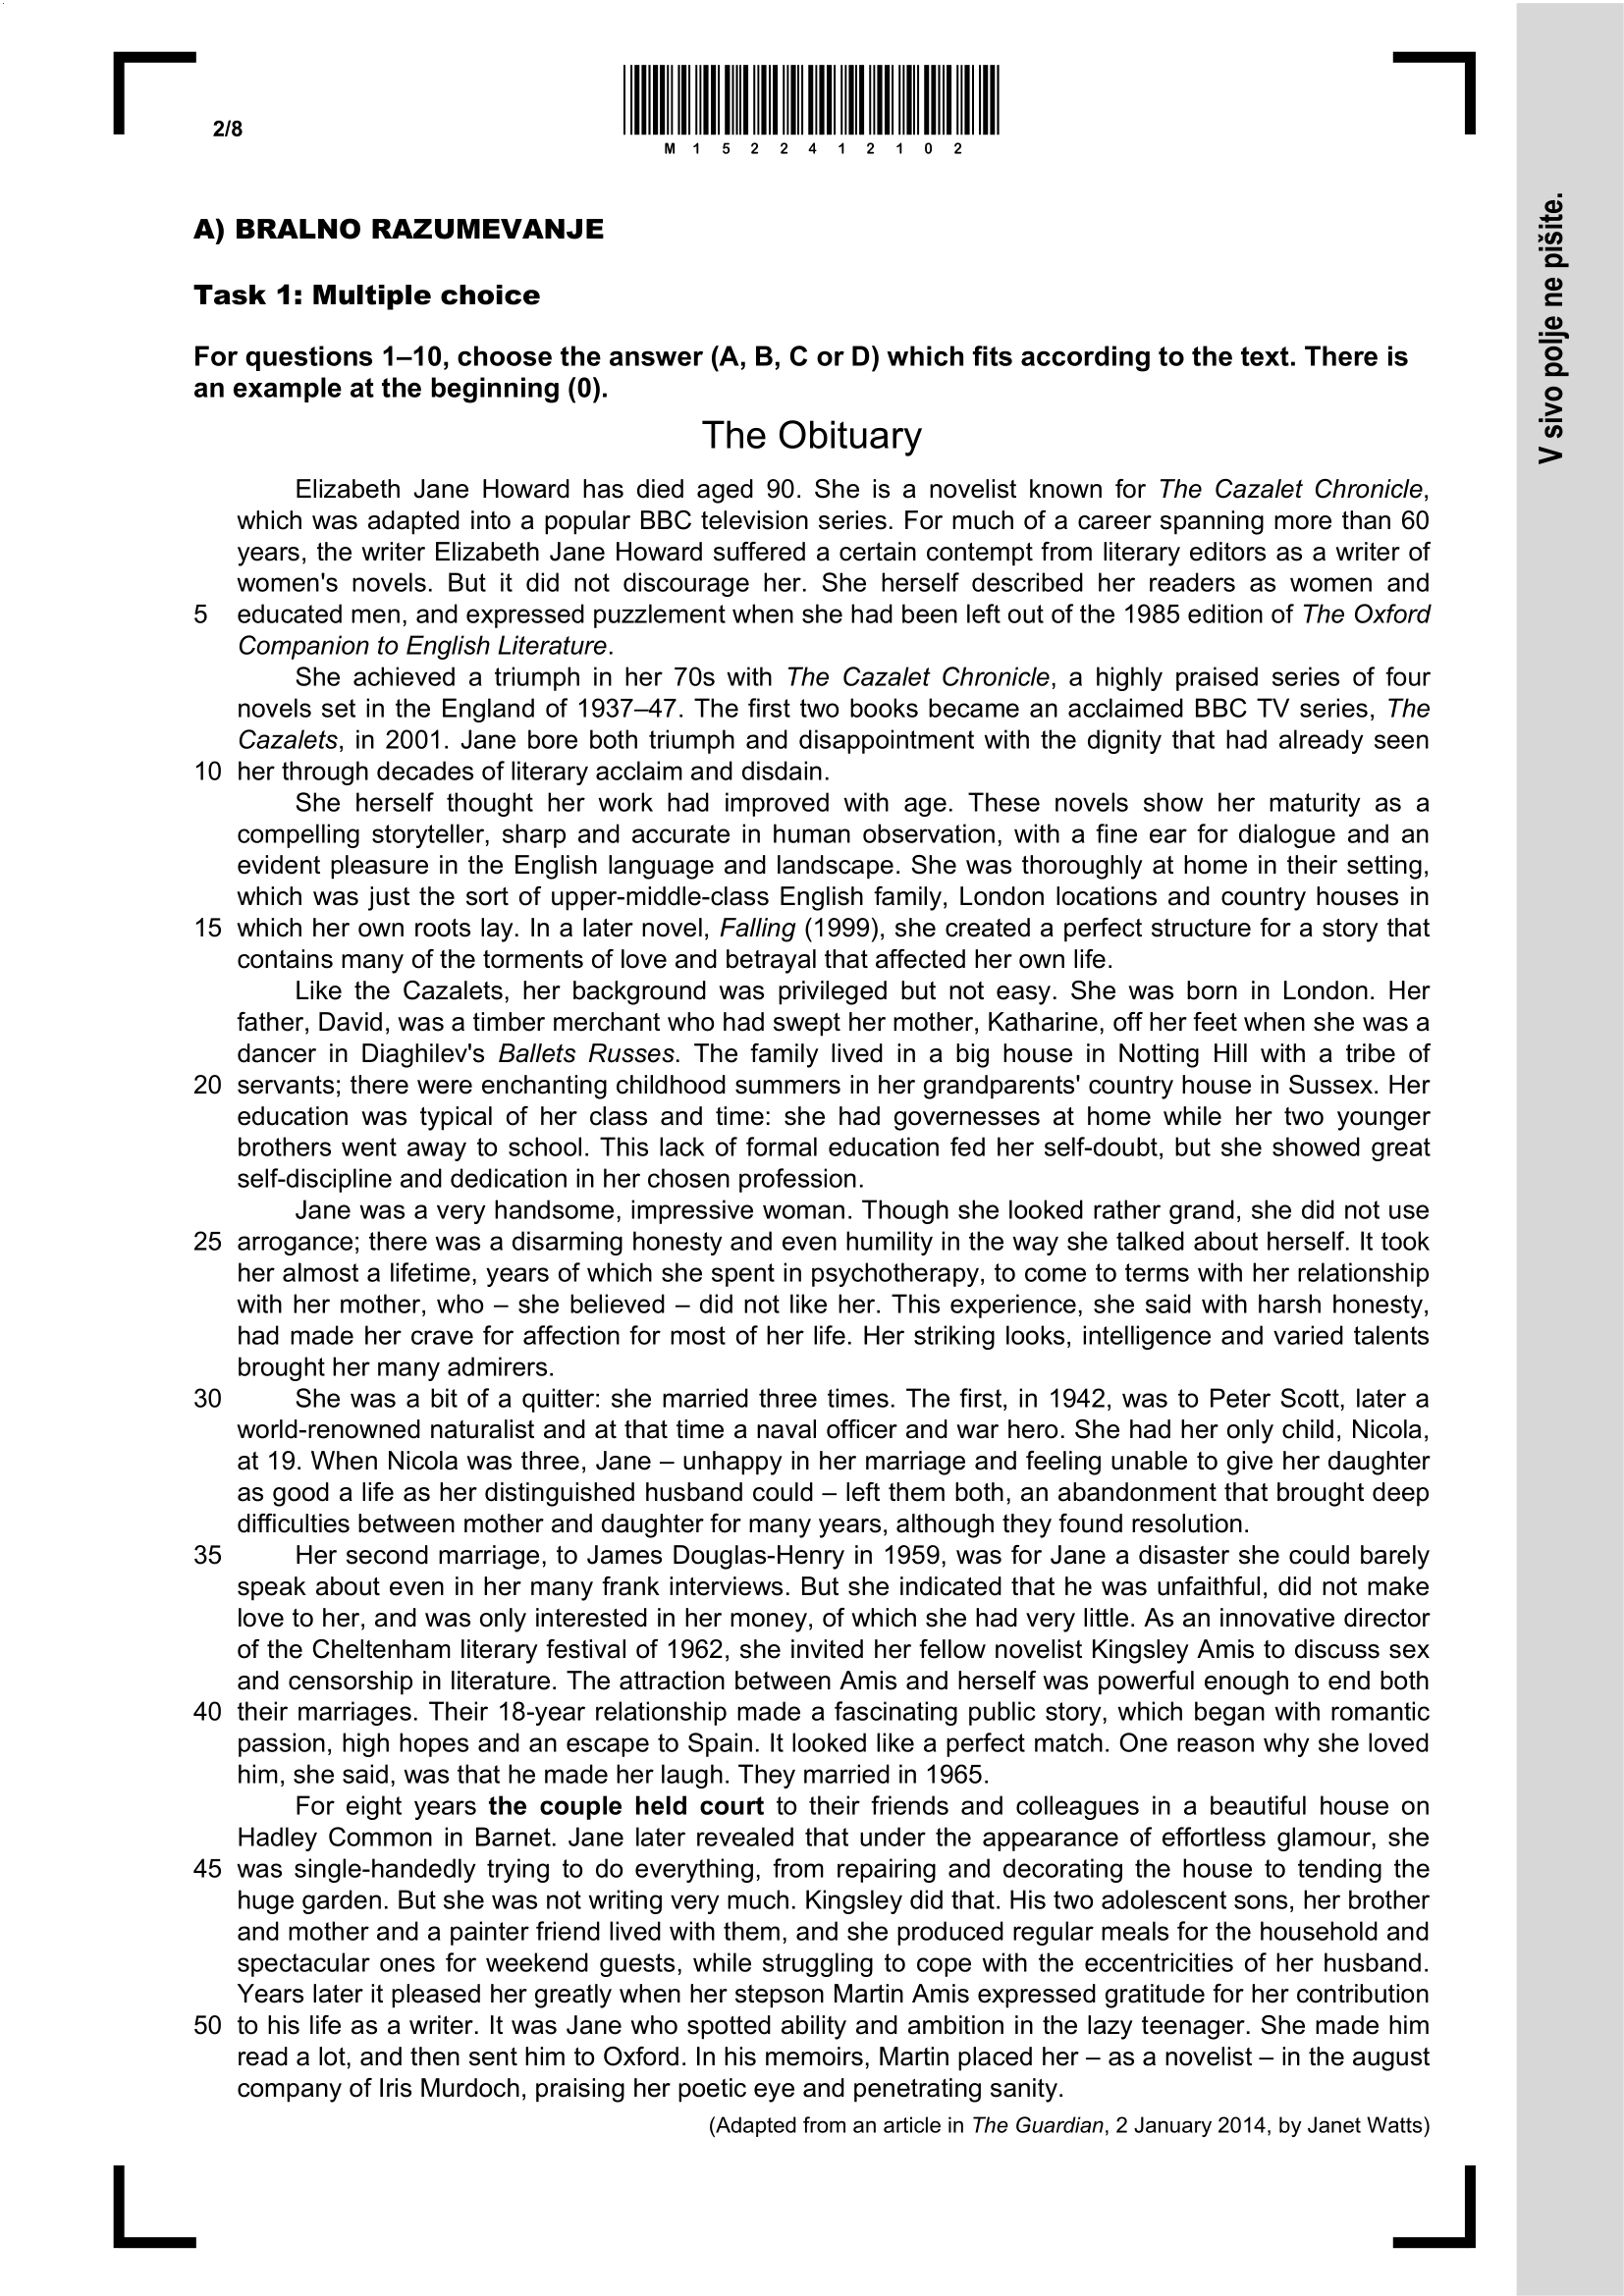 2/8
M 1 5 2 2 4 1 2 1 0 2
V sivo polje ne pišite.
A) BRALNO RAZUMEVANJE
Task 1: Multiple choice
For questions 1–10, choose the answer (A, B, C or D) which fits according to the text. There is
an example at the beginning (0).
The Obituary
Elizabeth Jane Howard has died aged 90. She is a novelist known for The Cazalet Chronicle,
which was adapted into a popular BBC television series. For much of a career spanning more than 60
years, the writer Elizabeth Jane Howard suffered a certain contempt from literary editors as a writer of
women's novels. But it did not discourage her. She herself described her readers as women and
5 educated men, and expressed puzzlement when she had been left out of the 1985 edition of The Oxford
Companion to English Literature.
She achieved a triumph in her 70s with The Cazalet Chronicle, a highly praised series of four
novels set in the England of 1937–47. The first two books became an acclaimed BBC TV series, The
Cazalets, in 2001. Jane bore both triumph and disappointment with the dignity that had already seen
10 her through decades of literary acclaim and disdain.
She herself thought her work had improved with age. These novels show her maturity as a
compelling storyteller, sharp and accurate in human observation, with a fine ear for dialogue and an
evident pleasure in the English language and landscape. She was thoroughly at home in their setting,
which was just the sort of upper-middle-class English family, London locations and country houses in
15 which her own roots lay. In a later novel, Falling (1999), she created a perfect structure for a story that
contains many of the torments of love and betrayal that affected her own life.
Like the Cazalets, her background was privileged but not easy. She was born in London. Her
father, David, was a timber merchant who had swept her mother, Katharine, off her feet when she was a
dancer in Diaghilev's Ballets Russes. The family lived in a big house in Notting Hill with a tribe of
20 servants; there were enchanting childhood summers in her grandparents' country house in Sussex. Her
education was typical of her class and time: she had governesses at home while her two younger
brothers went away to school. This lack of formal education fed her self-doubt, but she showed great
self-discipline and dedication in her chosen profession.
Jane was a very handsome, impressive woman. Though she looked rather grand, she did not use
25 arrogance; there was a disarming honesty and even humility in the way she talked about herself. It took
her almost a lifetime, years of which she spent in psychotherapy, to come to terms with her relationship
with her mother, who – she believed – did not like her. This experience, she said with harsh honesty,
had made her crave for affection for most of her life. Her striking looks, intelligence and varied talents
brought her many admirers.
30 She was a bit of a quitter: she married three times. The first, in 1942, was to Peter Scott, later a
world-renowned naturalist and at that time a naval officer and war hero. She had her only child, Nicola,
at 19. When Nicola was three, Jane – unhappy in her marriage and feeling unable to give her daughter
as good a life as her distinguished husband could – left them both, an abandonment that brought deep
difficulties between mother and daughter for many years, although they found resolution.
35 Her second marriage, to James Douglas-Henry in 1959, was for Jane a disaster she could barely
speak about even in her many frank interviews. But she indicated that he was unfaithful, did not make
love to her, and was only interested in her money, of which she had very little. As an innovative director
of the Cheltenham literary festival of 1962, she invited her fellow novelist Kingsley Amis to discuss sex
and censorship in literature. The attraction between Amis and herself was powerful enough to end both
40 their marriages. Their 18-year relationship made a fascinating public story, which began with romantic
passion, high hopes and an escape to Spain. It looked like a perfect match. One reason why she loved
him, she said, was that he made her laugh. They married in 1965.
For eight years the couple held court to their friends and colleagues in a beautiful house on
Hadley Common in Barnet. Jane later revealed that under the appearance of effortless glamour, she
45 was single-handedly trying to do everything, from repairing and decorating the house to tending the
huge garden. But she was not writing very much. Kingsley did that. His two adolescent sons, her brother
and mother and a painter friend lived with them, and she produced regular meals for the household and
spectacular ones for weekend guests, while struggling to cope with the eccentricities of her husband.
Years later it pleased her greatly when her stepson Martin Amis expressed gratitude for her contribution
50 to his life as a writer. It was Jane who spotted ability and ambition in the lazy teenager. She made him
read a lot, and then sent him to Oxford. In his memoirs, Martin placed her – as a novelist – in the august
company of Iris Murdoch, praising her poetic eye and penetrating sanity.
(Adapted from an article in The Guardian, 2 January 2014, by Janet Watts)